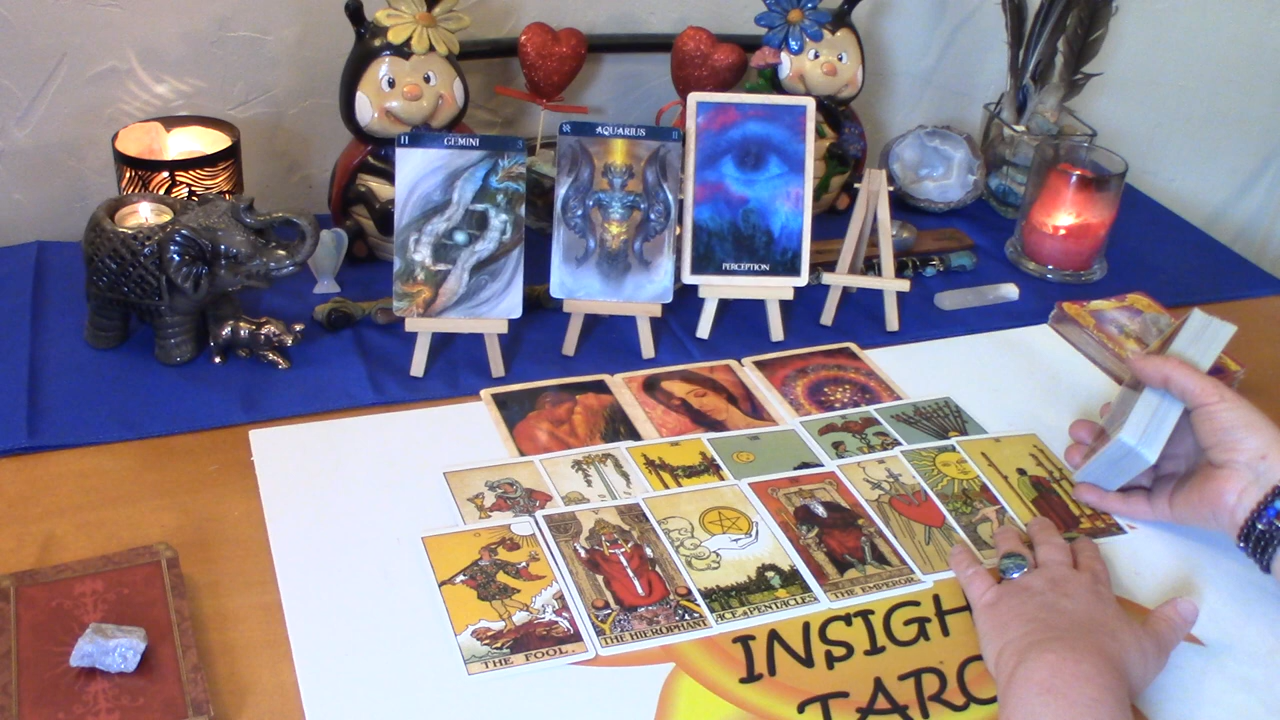 GEMINI
AQUARIUS
PERCEPTION
THE FOOL.
THE HIEROPHANT
ACE of PENTACLES
THE EMPEROR.
INSIGH
TARO